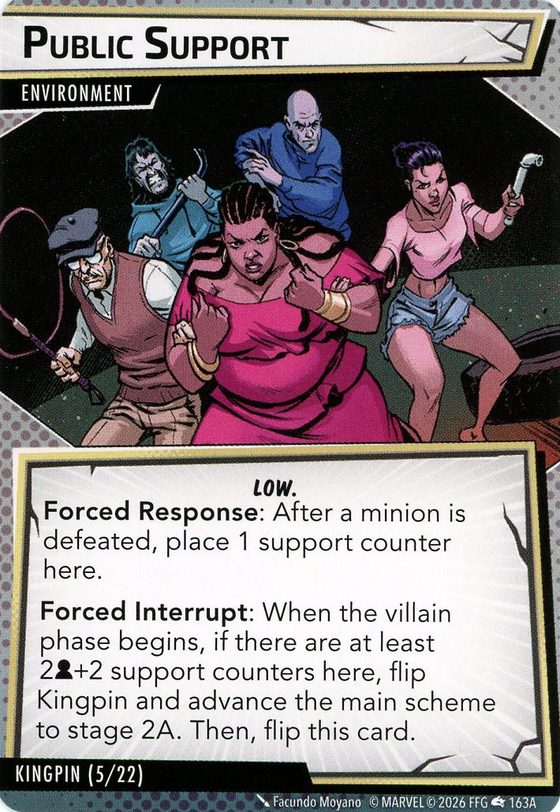 PUBLIC SUPPORT
ENVIRONMENT
LOW.
Forced Response: After a minion is
defeated, place 1 support counter
here.
Forced Interrupt: When the villain
phase begins, if there are at least
2+2 support counters here, flip
Kingpin and advance the main scheme
to stage 2A. Then, flip this card.
KINGPIN (5/22)
Facundo Moyano © MARVEL © 2026 FFG 163A